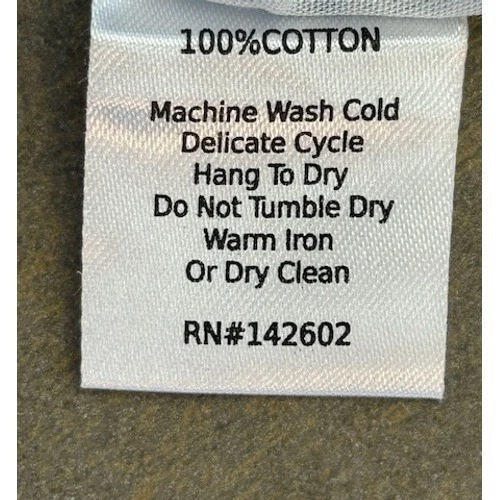 100%COTTON
Machine Wash Cold
Delicate Cycle
Hang To Dry
Do Not Tumble Dry
Warm Iron
Or Dry Clean
RN#142602